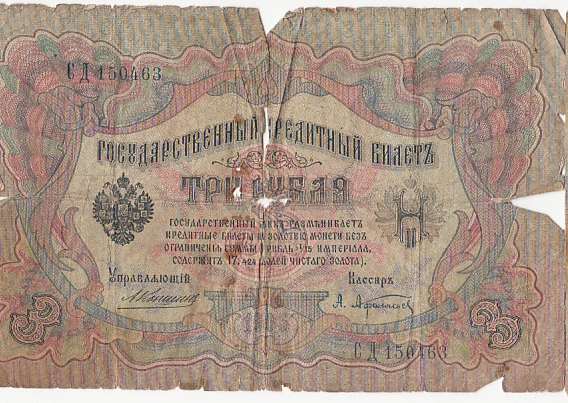 СД 150463
ГОСУДАРСТВЕННЫЙ КРЕДИТНЫЙ БИЛЕТЪ
ТРИ РУБЛЯ
ГОСУДАРСТВЕННЫЙ БАНКЪ РАЗМѢНИВАЕТЪ
КРЕДИТНЫЕ БИЛЕТЫ НА ЗОЛОТУЮ МОНЕТУ БЕЗЪ
ОГРАНИЧЕНІЯ СУММЫ (1 РУБЛЬ = 1/15 ИМПЕРІАЛА,
СОДЕРЖИТЪ 17,424 ДОЛЕЙ ЧИСТАГО ЗОЛОТА).
Управляющій Кассиръ
3 3
СД 150463